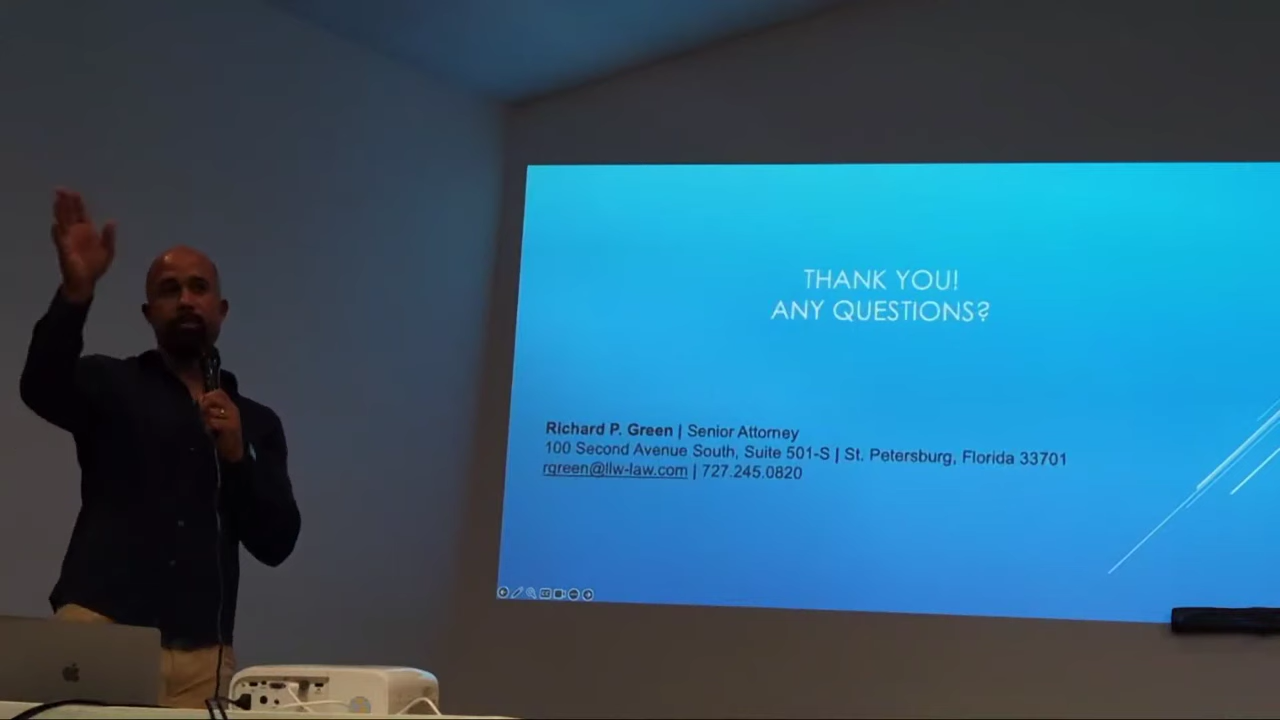 THANK YOU!
ANY QUESTIONS?
Richard P. Green | Senior Attorney
100 Second Avenue South, Suite 501-S | St. Petersburg, Florida 33701
rgreen@llw-law.com | 727.245.0820